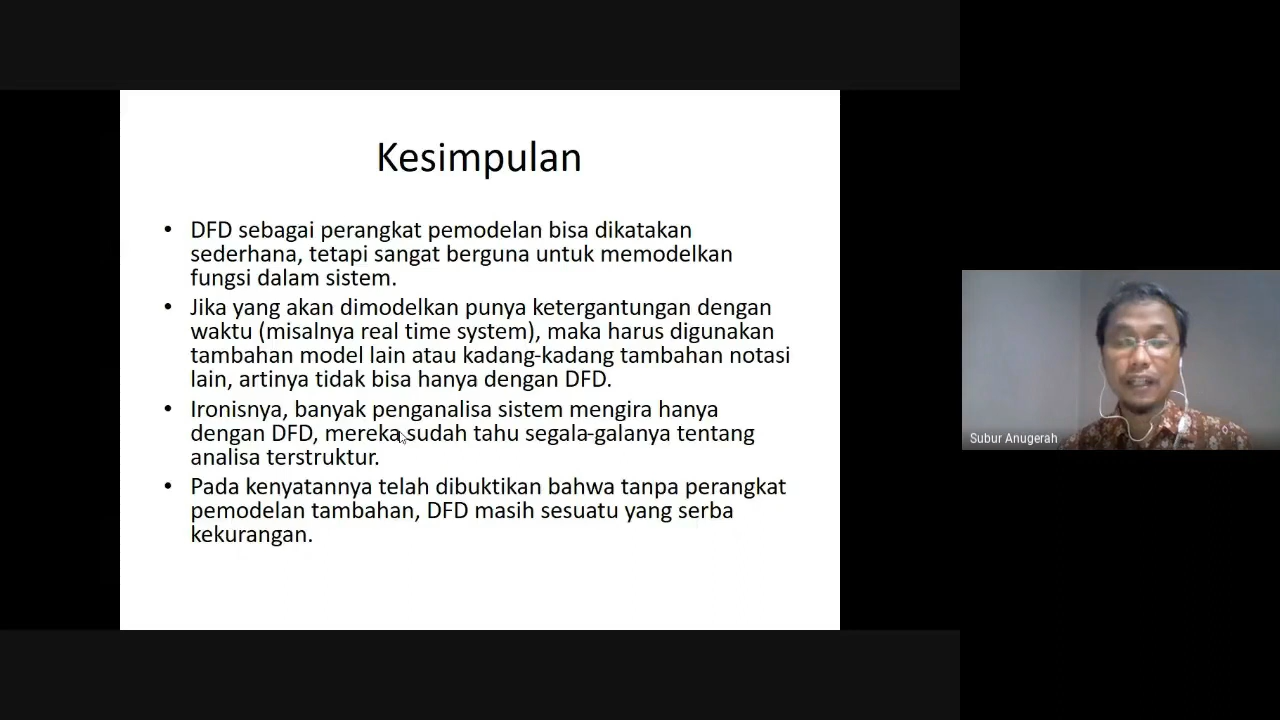 Kesimpulan
• DFD sebagai perangkat pemodelan bisa dikatakan
sederhana, tetapi sangat berguna untuk memodelkan
fungsi dalam sistem.
• Jika yang akan dimodelkan punya ketergantungan dengan
waktu (misalnya real time system), maka harus digunakan
tambahan model lain atau kadang-kadang tambahan notasi
lain, artinya tidak bisa hanya dengan DFD.
• Ironisnya, banyak penganalisa sistem mengira hanya
dengan DFD, mereka sudah tahu segala-galanya tentang
analisa terstruktur.
• Pada kenyatannya telah dibuktikan bahwa tanpa perangkat
pemodelan tambahan, DFD masih sesuatu yang serba
kekurangan.
Subur Anugerah